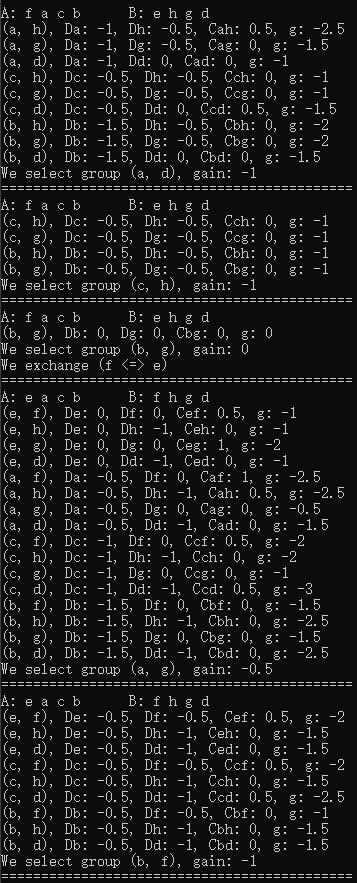 A: f a c b      B: e h g d
(a, h), Da: -1, Dh: -0.5, Cah: 0.5, g: -2.5
(a, g), Da: -1, Dg: -0.5, Cag: 0, g: -1.5
(a, d), Da: -1, Dd: 0, Cad: 0, g: -1
(c, h), Dc: -0.5, Dh: -0.5, Cch: 0, g: -1
(c, g), Dc: -0.5, Dg: -0.5, Ccg: 0, g: -1
(c, d), Dc: -0.5, Dd: 0, Ccd: 0.5, g: -1.5
(b, h), Db: -1.5, Dh: -0.5, Cbh: 0, g: -2
(b, g), Db: -1.5, Dg: -0.5, Cbg: 0, g: -2
(b, d), Db: -1.5, Dd: 0, Cbd: 0, g: -1.5
We select group (a, d), gain: -1
============================================
A: f a c b      B: e h g d
(c, h), Dc: -0.5, Dh: -0.5, Cch: 0, g: -1
(c, g), Dc: -0.5, Dg: -0.5, Ccg: 0, g: -1
(b, h), Db: -0.5, Dh: -0.5, Cbh: 0, g: -1
(b, g), Db: -0.5, Dg: -0.5, Cbg: 0, g: -1
We select group (c, h), gain: -1
============================================
A: f a c b      B: e h g d
(b, g), Db: 0, Dg: 0, Cbg: 0, g: 0
We select group (b, g), gain: 0
We exchange (f <=> e)
============================================
A: e a c b      B: f h g d
(e, f), De: 0, Df: 0, Cef: 0.5, g: -1
(e, h), De: 0, Dh: -1, Ceh: 0, g: -1
(e, g), De: 0, Dg: 0, Ceg: 1, g: -2
(e, d), De: 0, Dd: -1, Ced: 0, g: -1
(a, f), Da: -0.5, Df: 0, Caf: 1, g: -2.5
(a, h), Da: -0.5, Dh: -1, Cah: 0.5, g: -2.5
(a, g), Da: -0.5, Dg: 0, Cag: 0, g: -0.5
(a, d), Da: -0.5, Dd: -1, Cad: 0, g: -1.5
(c, f), Dc: -1, Df: 0, Ccf: 0.5, g: -2
(c, h), Dc: -1, Dh: -1, Cch: 0, g: -2
(c, g), Dc: -1, Dg: 0, Ccg: 0, g: -1
(c, d), Dc: -1, Dd: -1, Ccd: 0.5, g: -3
(b, f), Db: -1.5, Df: 0, Cbf: 0, g: -1.5
(b, h), Db: -1.5, Dh: -1, Cbh: 0, g: -2.5
(b, g), Db: -1.5, Dg: 0, Cbg: 0, g: -1.5
(b, d), Db: -1.5, Dd: -1, Cbd: 0, g: -2.5
We select group (a, g), gain: -0.5
============================================
A: e a c b      B: f h g d
(e, f), De: -0.5, Df: -0.5, Cef: 0.5, g: -2
(e, h), De: -0.5, Dh: -1, Ceh: 0, g: -1.5
(e, d), De: -0.5, Dd: -1, Ced: 0, g: -1.5
(c, f), Dc: -0.5, Df: -0.5, Ccf: 0.5, g: -2
(c, h), Dc: -0.5, Dh: -1, Cch: 0, g: -1.5
(c, d), Dc: -0.5, Dd: -1, Ccd: 0.5, g: -2.5
(b, f), Db: -0.5, Df: -0.5, Cbf: 0, g: -1
(b, h), Db: -0.5, Dh: -1, Cbh: 0, g: -1.5
(b, d), Db: -0.5, Dd: -1, Cbd: 0, g: -1.5
We select group (b, f), gain: -1
============================================